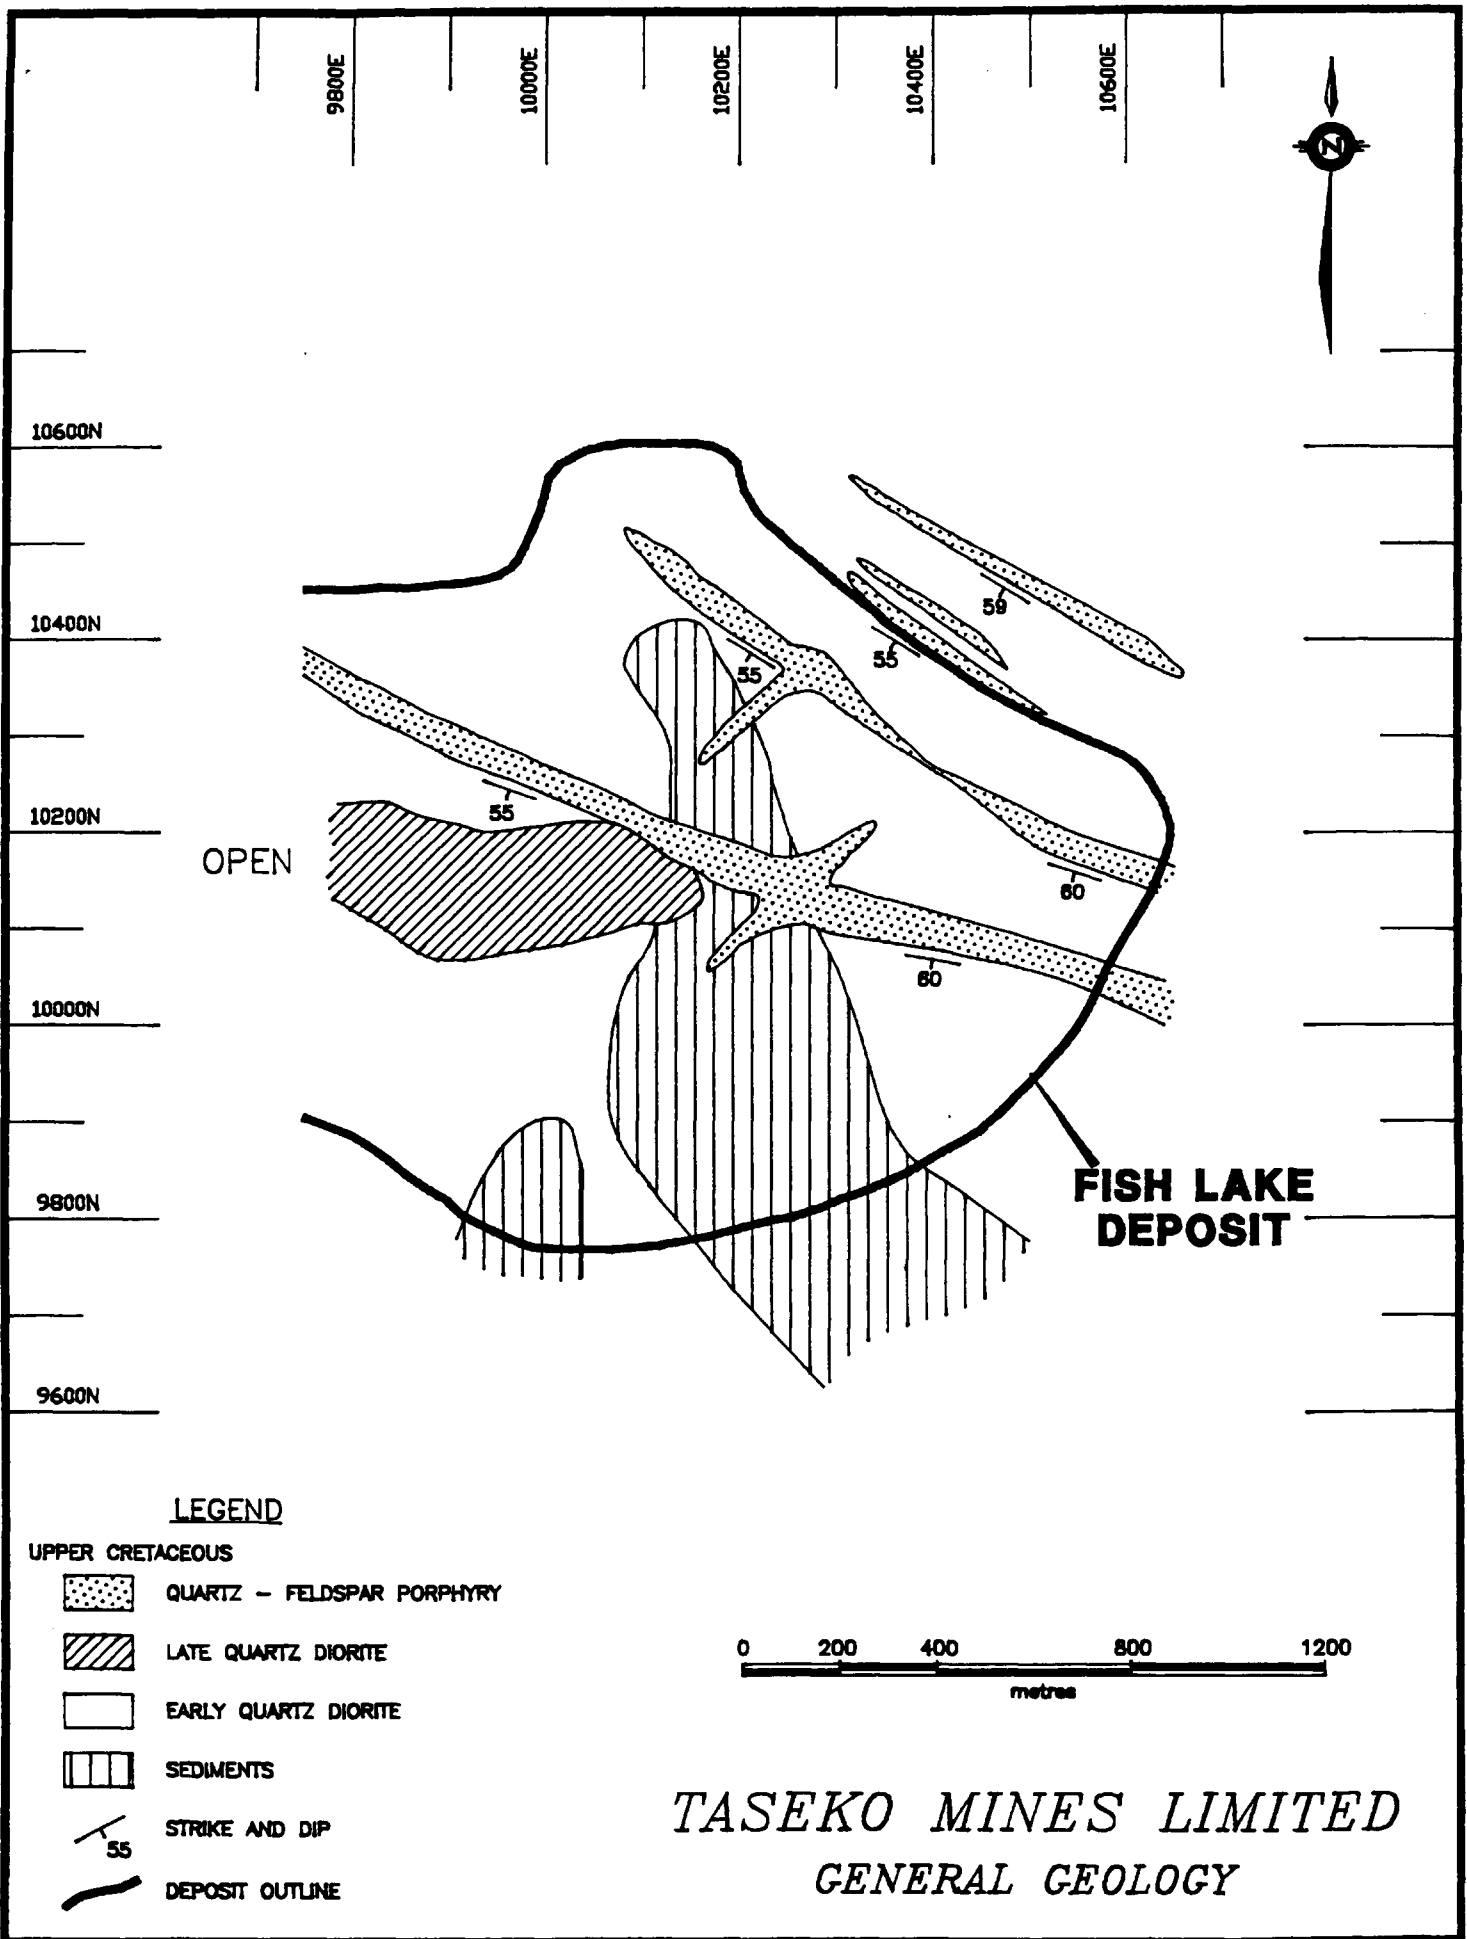 9800E
10000E
10200E
10400E
10600E
N
10600N
10400N
10200N
10000N
9800N
9600N
59
55
55
55
60
60
OPEN
FISH LAKE
DEPOSIT
LEGEND
UPPER CRETACEOUS
QUARTZ – FELDSPAR PORPHYRY
LATE QUARTZ DIORITE
EARLY QUARTZ DIORITE
SEDIMENTS
55
STRIKE AND DIP
DEPOSIT OUTLINE
0 200 400 800 1200
metres
TASEKO MINES LIMITED
GENERAL GEOLOGY